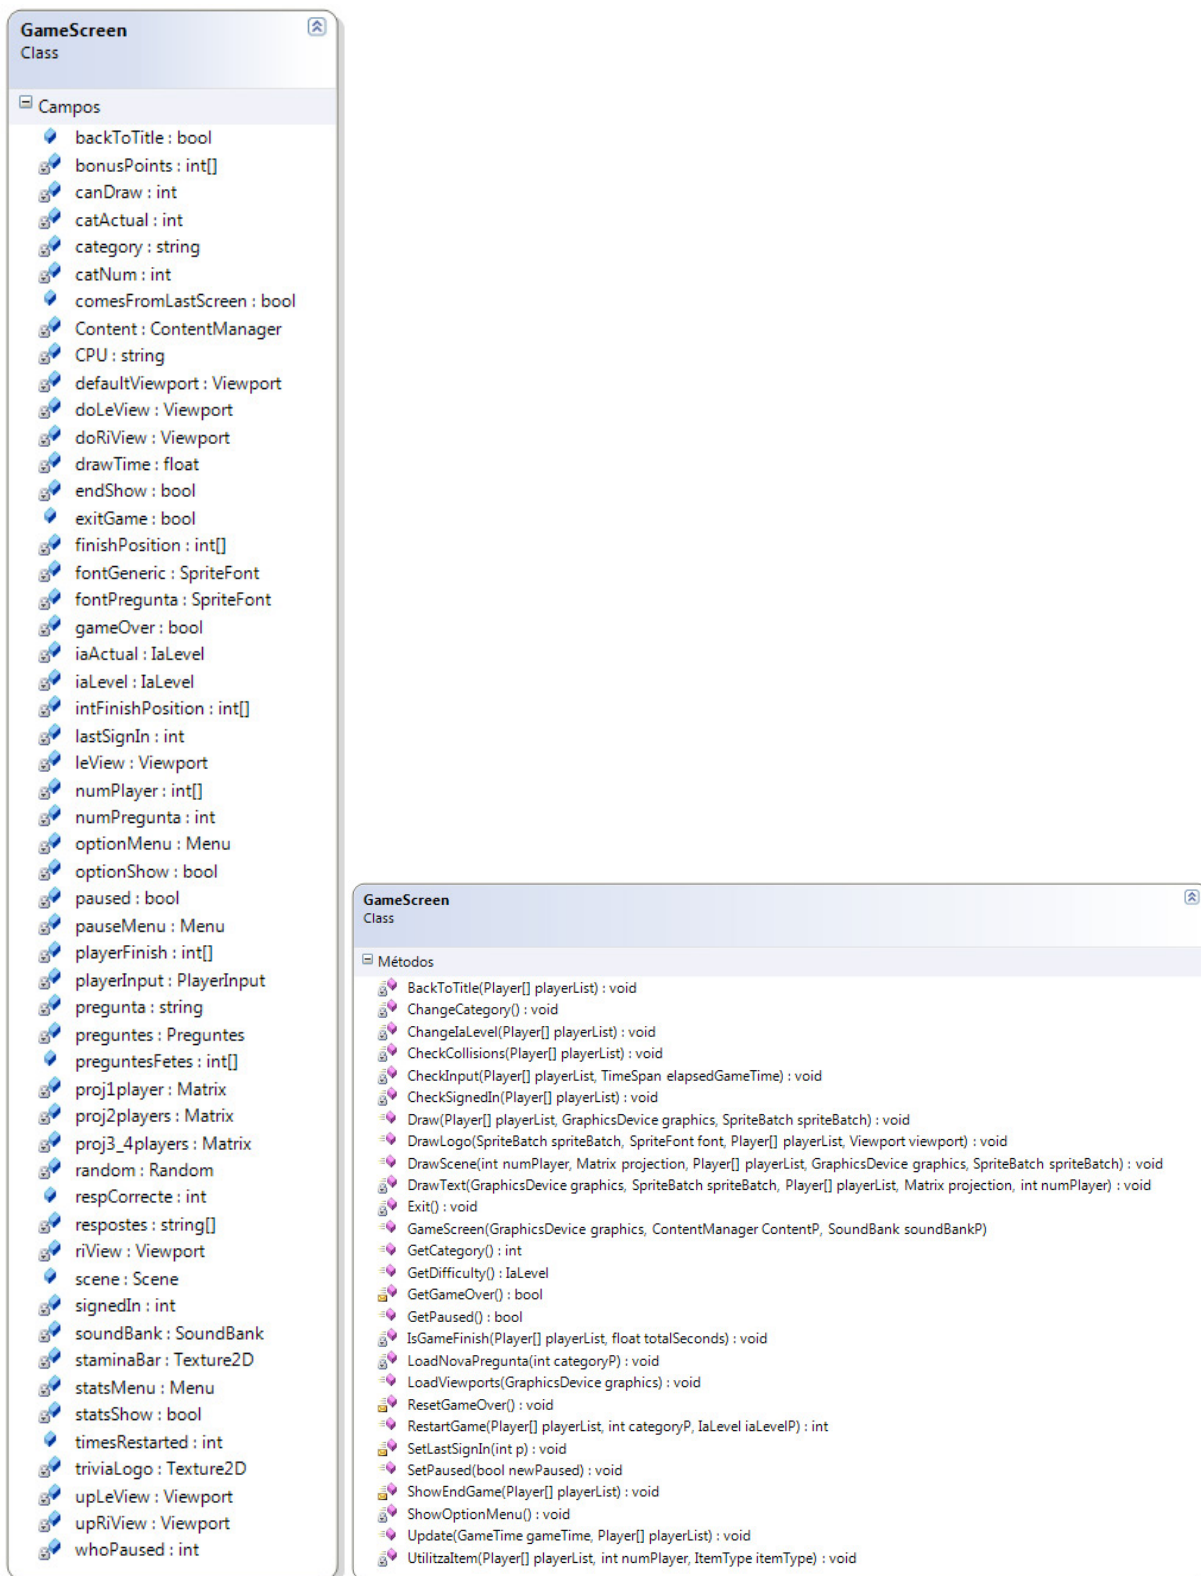 GameScreen
Class
Campos
backToTitle : bool
bonusPoints : int[]
canDraw : int
catActual : int
category : string
catNum : int
comesFromLastScreen : bool
Content : ContentManager
CPU : string
defaultViewport : Viewport
doLeView : Viewport
doRiView : Viewport
drawTime : float
endShow : bool
exitGame : bool
finishPosition : int[]
fontGeneric : SpriteFont
fontPregunta : SpriteFont
gameOver : bool
iaActual : IaLevel
iaLevel : IaLevel
intFinishPosition : int[]
lastSignIn : int
leView : Viewport
numPlayer : int[]
numPregunta : int
optionMenu : Menu
optionShow : bool
paused : bool
pauseMenu : Menu
playerFinish : int[]
playerInput : PlayerInput
pregunta : string
preguntes : Preguntes
preguntesFetes : int[]
proj1player : Matrix
proj2players : Matrix
proj3_4players : Matrix
random : Random
respCorrecte : int
respostes : string[]
riView : Viewport
scene : Scene
signedIn : int
soundBank : SoundBank
staminaBar : Texture2D
statsMenu : Menu
statsShow : bool
timesRestarted : int
triviaLogo : Texture2D
upLeView : Viewport
upRiView : Viewport
whoPaused : int
GameScreen
Class
Métodos
BackToTitle(Player[] playerList) : void
ChangeCategory() : void
ChangeIaLevel(Player[] playerList) : void
CheckCollisions(Player[] playerList) : void
CheckInput(Player[] playerList, TimeSpan elapsedGameTime) : void
CheckSignedIn(Player[] playerList) : void
Draw(Player[] playerList, GraphicsDevice graphics, SpriteBatch spriteBatch) : void
DrawLogo(SpriteBatch spriteBatch, SpriteFont font, Player[] playerList, Viewport viewport) : void
DrawScene(int numPlayer, Matrix projection, Player[] playerList, GraphicsDevice graphics, SpriteBatch spriteBatch) : void
DrawText(GraphicsDevice graphics, SpriteBatch spriteBatch, Player[] playerList, Matrix projection, int numPlayer) : void
Exit() : void
GameScreen(GraphicsDevice graphics, ContentManager ContentP, SoundBank soundBankP)
GetCategory() : int
GetDifficulty() : IaLevel
GetGameOver() : bool
GetPaused() : bool
IsGameFinish(Player[] playerList, float totalSeconds) : void
LoadNovaPregunta(int categoryP) : void
LoadViewports(GraphicsDevice graphics) : void
ResetGameOver() : void
RestartGame(Player[] playerList, int categoryP, IaLevel iaLevelP) : int
SetLastSignIn(int p) : void
SetPaused(bool newPaused) : void
ShowEndGame(Player[] playerList) : void
ShowOptionMenu() : void
Update(GameTime gameTime, Player[] playerList) : void
UtilitzaItem(Player[] playerList, int numPlayer, ItemType itemType) : void